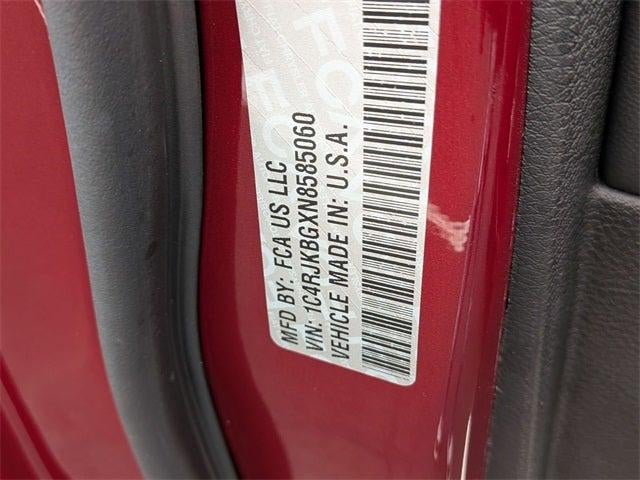 MFD BY: FCA US LLC
VIN: 1C4RJKBGXN8585060
VEHICLE MADE IN: U.S.A.